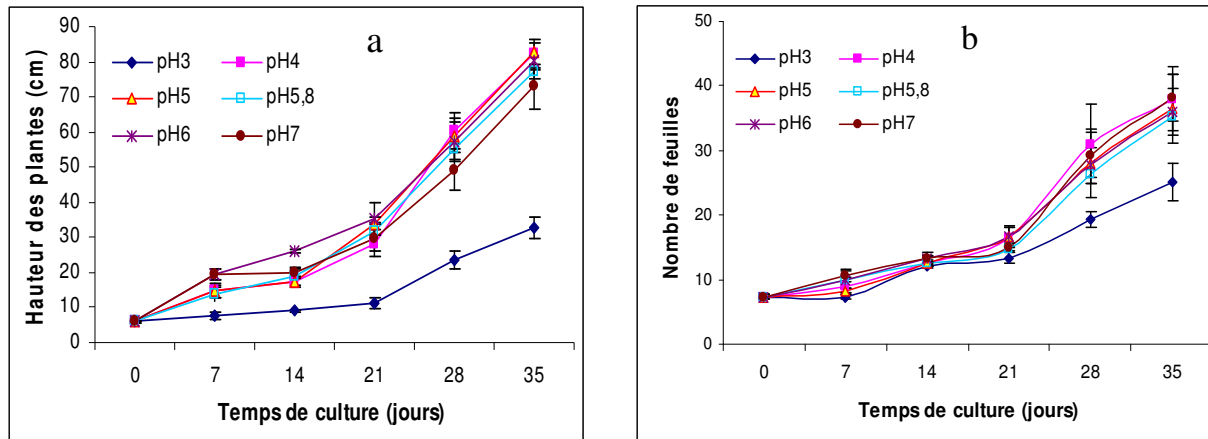 a
Hauteur des plantes (cm)
90
80
70
60
50
40
30
20
10
0
pH3 pH4
pH5 pH5,8
pH6 pH7
0 7 14 21 28 35
Temps de culture (jours)
b
Nombre de feuilles
50
40
30
20
10
0
pH3 pH4
pH5 pH5,8
pH6 pH7
0 7 14 21 28 35
Temps de culture (jours)